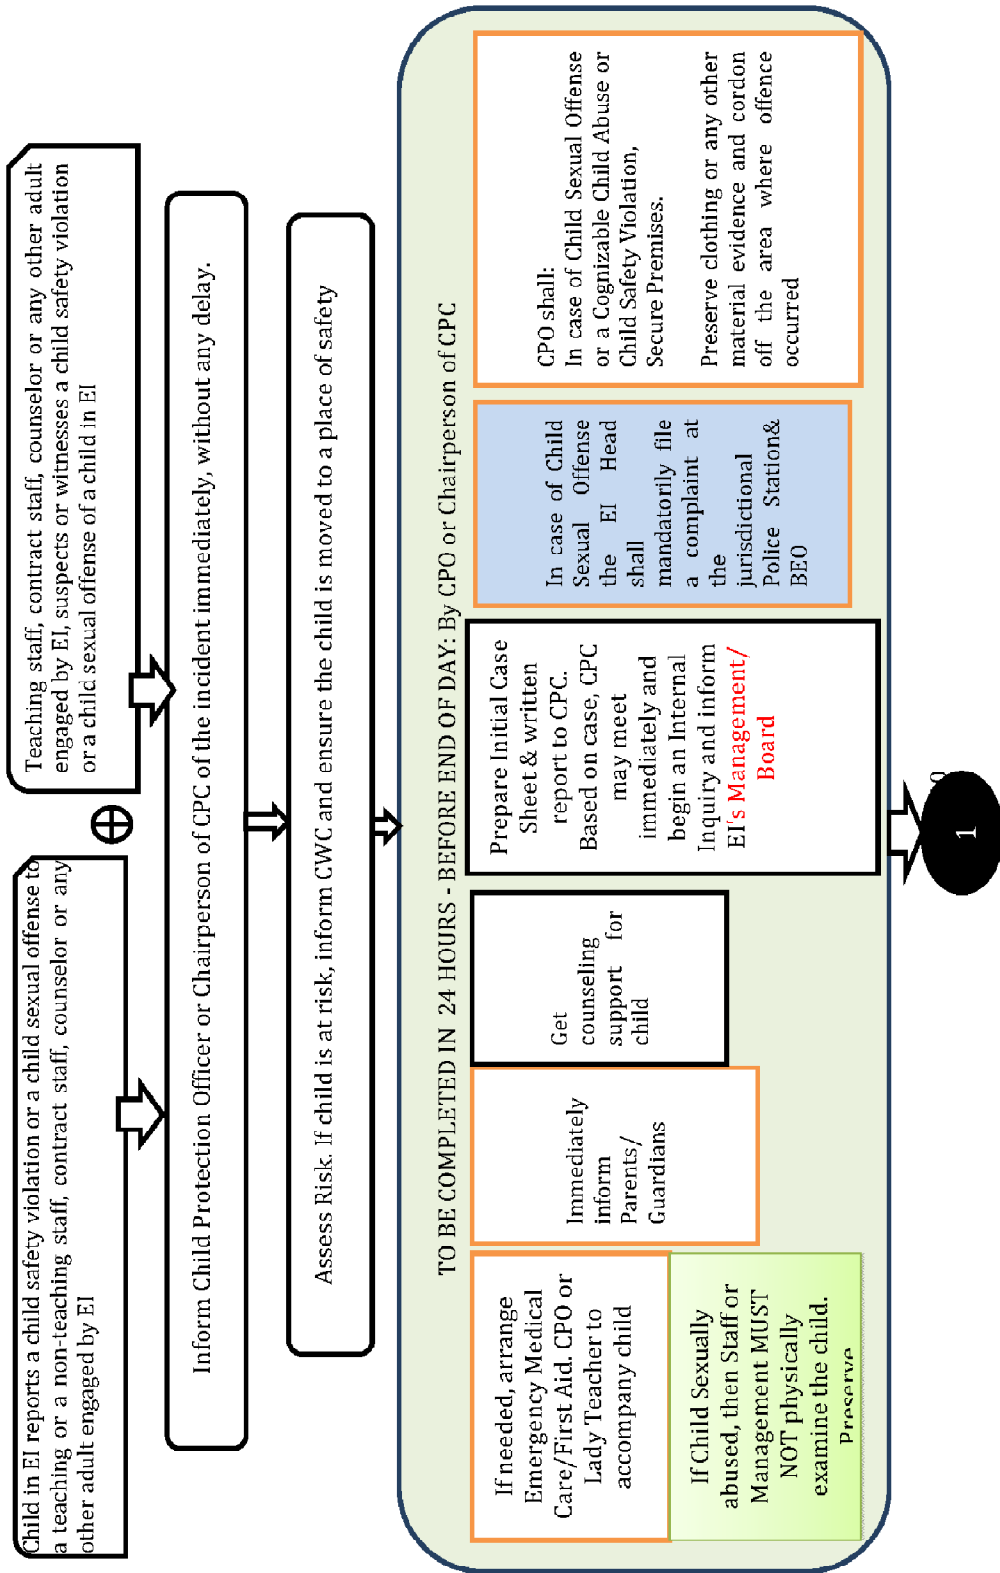 Child in EI reports a child safety violation or a child sexual offense to
a teaching or a non-teaching staff, contract staff, counselor or any
other adult engaged by EI
Teaching staff, contract staff, counselor or any other adult
engaged by EI, suspects or witnesses a child safety violation
or a child sexual offense of a child in EI
Inform Child Protection Officer or Chairperson of CPC of the incident immediately, without any delay.
Assess Risk. If child is at risk, inform CWC and ensure the child is moved to a place of safety
TO BE COMPLETED IN 24 HOURS - BEFORE END OF DAY: By CPO or Chairperson of CPC
If needed, arrange
Emergency Medical
Care/First Aid. CPO or
Lady Teacher to
accompany child
If Child Sexually
abused, then Staff or
Management MUST
NOT physically
examine the child.
Preserve
Immediately
inform
Parents/
Guardians
Get
counseling
support for
child
Prepare Initial Case
Sheet & written
report to CPC.
Based on case, CPC
may meet
immediately and
begin an Internal
Inquiry and inform
EI's Management/
Board
In case of Child
Sexual Offense
the EI Head
shall
mandatorily file
a complaint at
the
jurisdictional
Police Station&
BEO
CPO shall:
In case of Child Sexual Offense
or a Cognizable Child Abuse or
Child Safety Violation,
Secure Premises.
Preserve clothing or any other
material evidence and cordon
off the area where offence
occurred
1